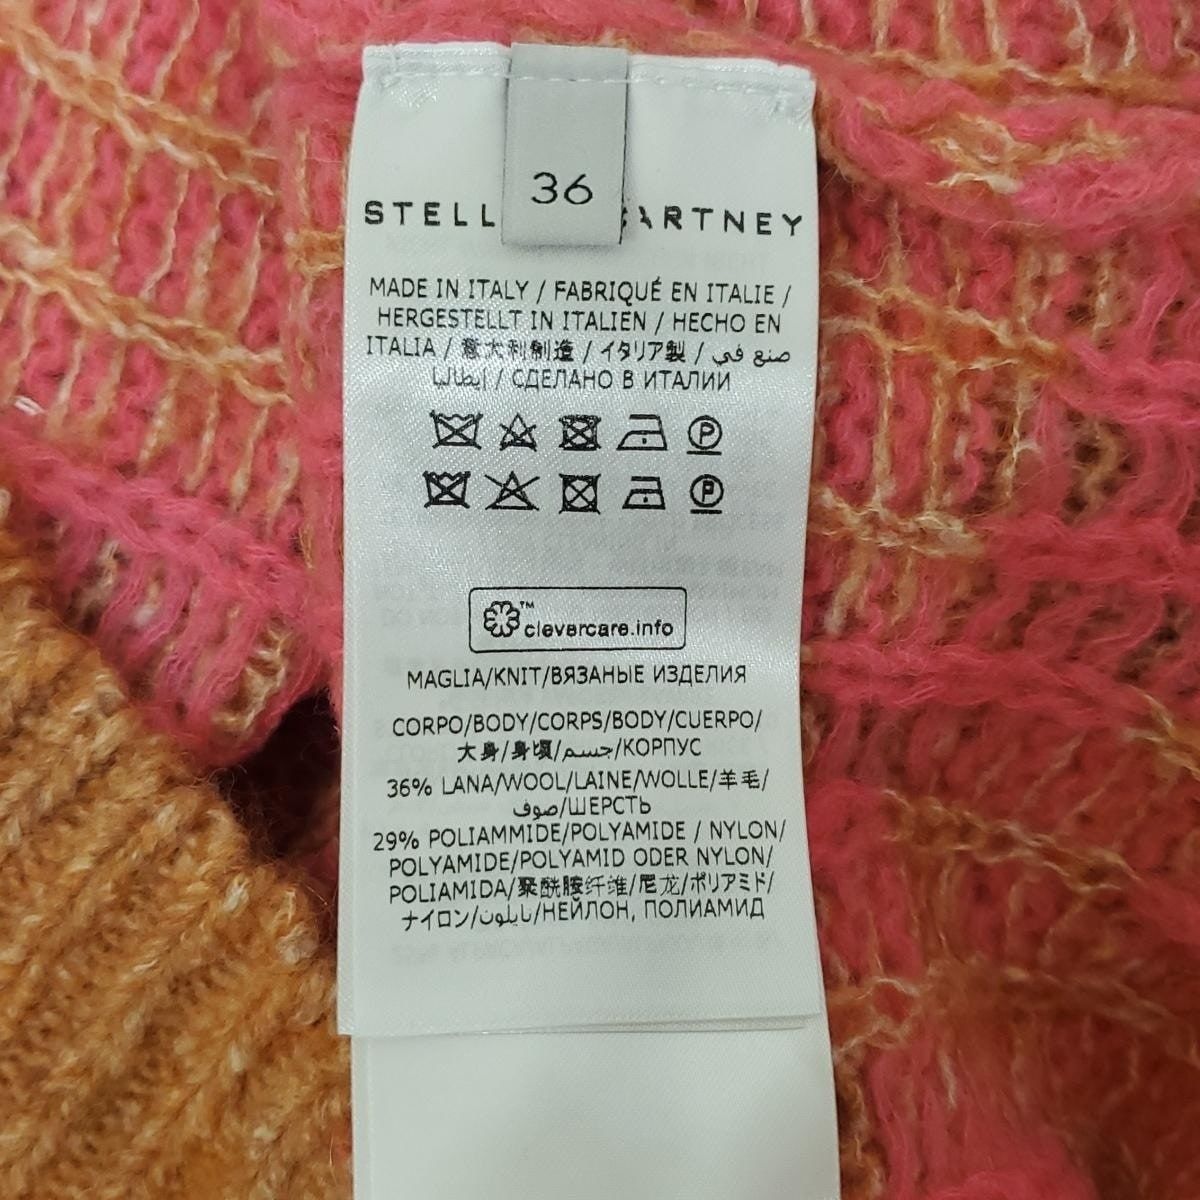 36
STELL ARTNEY
MADE IN ITALY / FABRIQUÉ EN ITALIE /
HERGESTELLT IN ITALIEN / HECHO EN
ITALIA / 意大利制造 / イタリア製 / صنع في
إيطاليا / СДЕЛАНО В ИТАЛИИ
P
P
™
clevercare.info
MAGLIA/KNIT/ВЯЗАНЫЕ ИЗДЕЛИЯ
CORPO/BODY/CORPS/BODY/CUERPO/
大身/身頃/جسم/КОРПУС
36% LANA/WOOL/LAINE/WOLLE/羊毛/
صوف/ШЕРСТЬ
29% POLIAMMIDE/POLYAMIDE / NYLON/
POLYAMIDE/POLYAMID ODER NYLON/
POLIAMIDA/聚酰胺纤维/尼龙/ポリアミド/
ナイロン/نايلون/НЕЙЛОН, ПОЛИАМИД